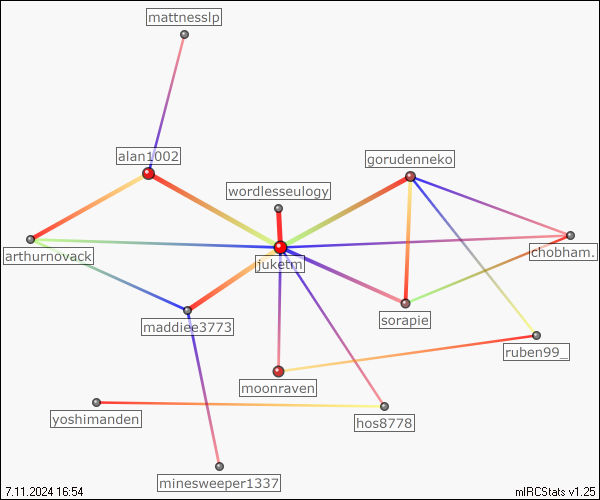 mattnesslp
alan1002
gorudenneko
wordlesseulogy
arthurnovack
juketm
chobham.
maddiee3773
sorapie
ruben99_
moonraven
yoshimanden
hos8778
minesweeper1337
7.11.2024 16:54
mIRCStats v1.25